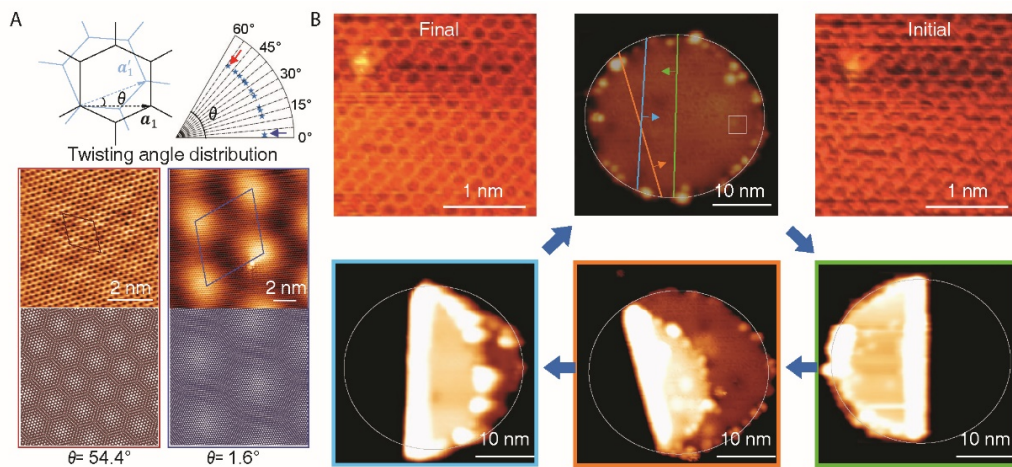 A
a₁'
θ
a₁
60°
45°
30°
15°
0°
θ
Twisting angle distribution
2 nm
2 nm
θ= 54.4°
θ= 1.6°
B
Final
1 nm
10 nm
Initial
1 nm
10 nm
10 nm
10 nm